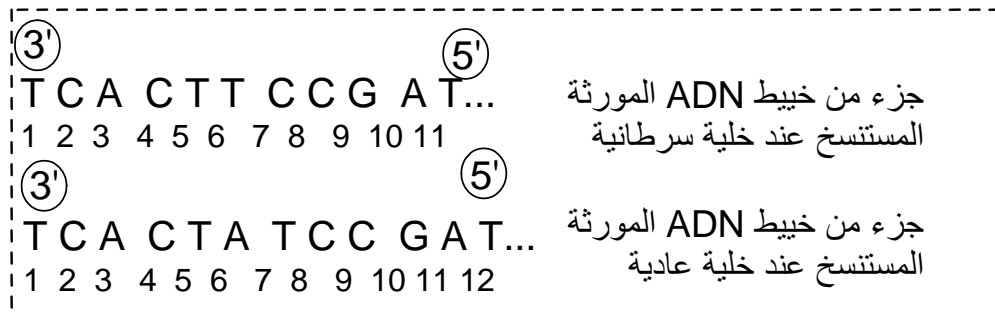 3' 5'
T C A C T T C C G A T...
1 2 3 4 5 6 7 8 9 10 11
جزء من خييط ADN المورثة
المستنسخ عند خلية سرطانية
3' 5'
T C A C T A T C C G A T...
1 2 3 4 5 6 7 8 9 10 11 12
جزء من خييط ADN المورثة
المستنسخ عند خلية عادية